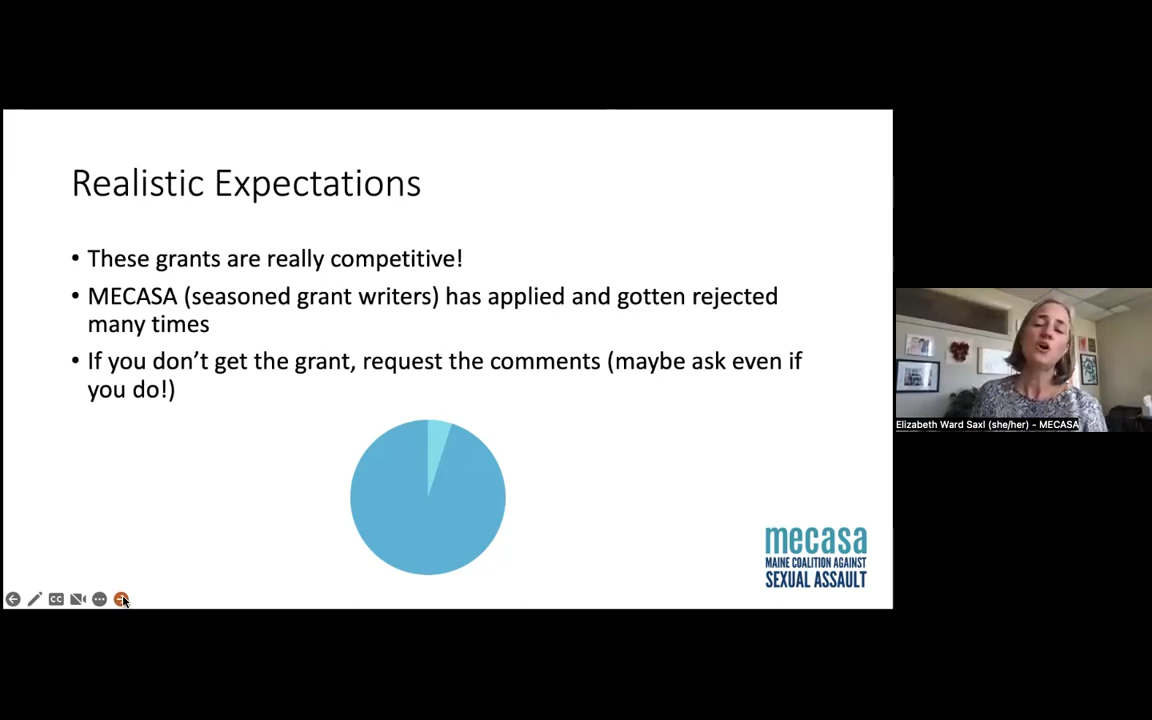 Realistic Expectations
• These grants are really competitive!
• MECASA (seasoned grant writers) has applied and gotten rejected
many times
• If you don’t get the grant, request the comments (maybe ask even if
you do!)
mecasa
MAINE COALITION AGAINST
SEXUAL ASSAULT
CC
Elizabeth Ward Saxl (she/her) - MECASA